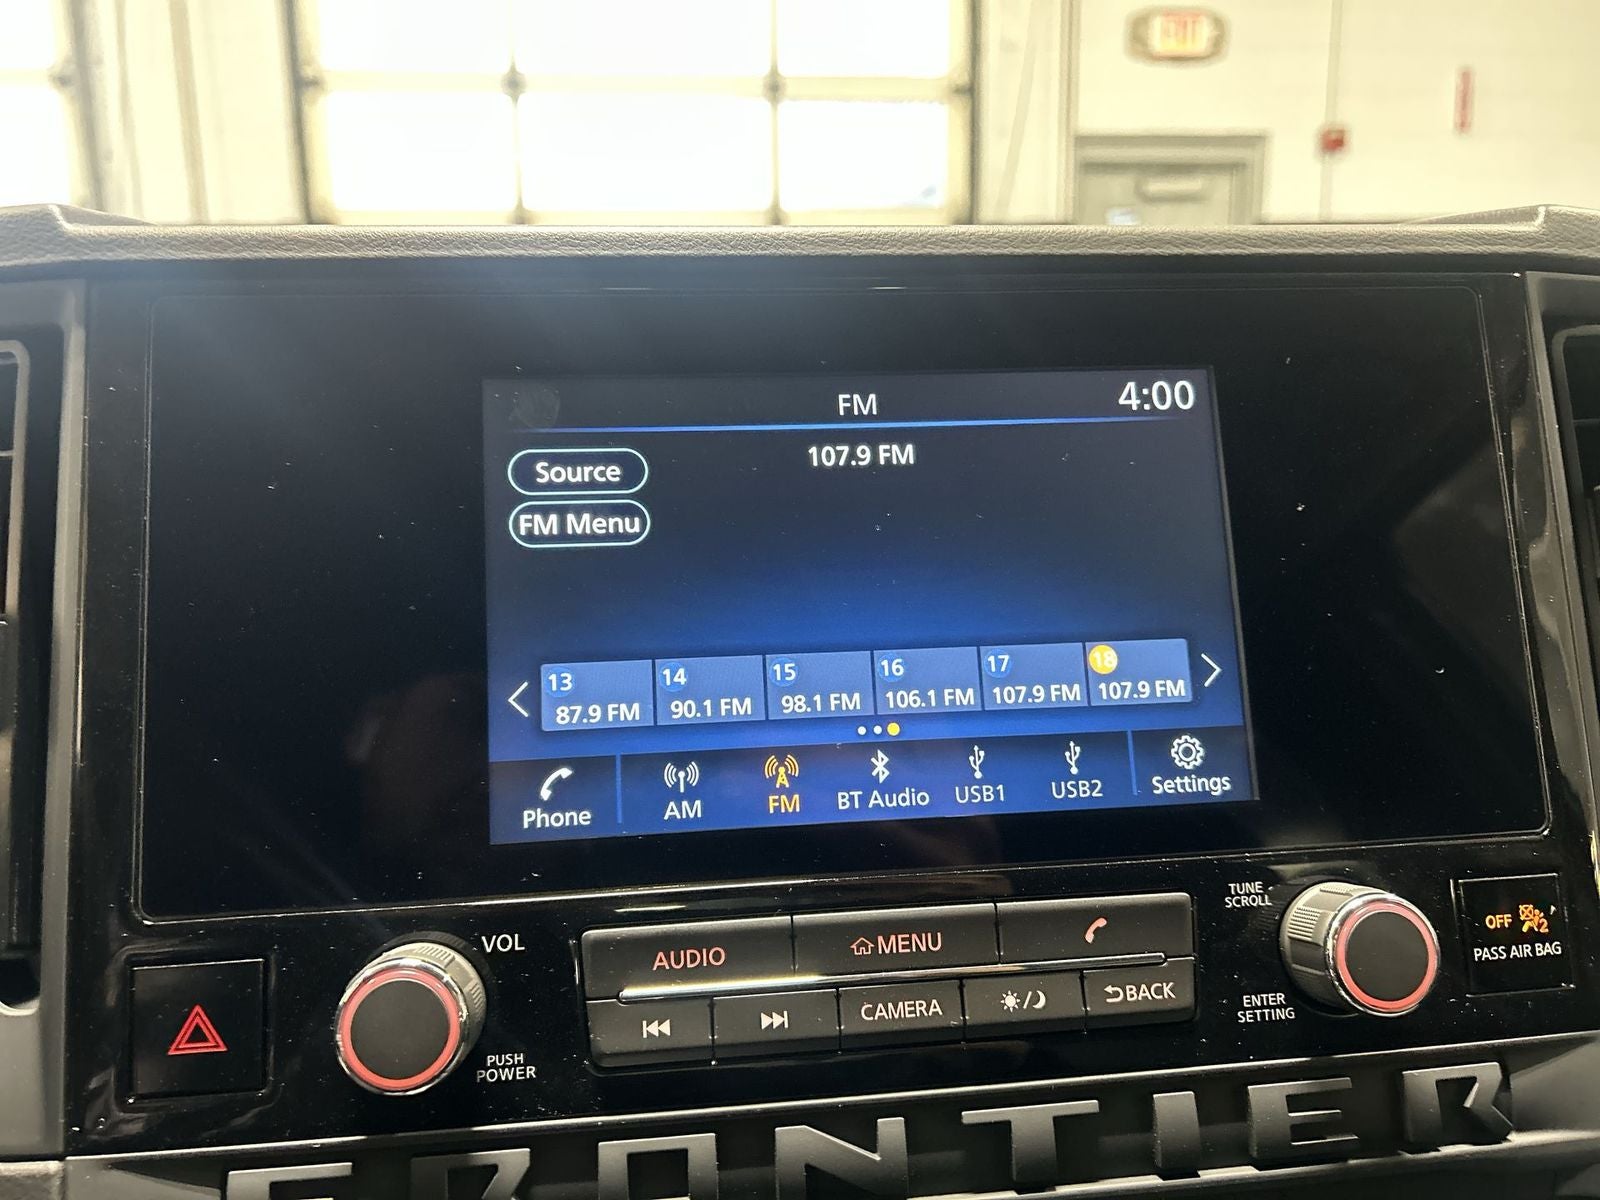 EXIT
FM
4:00
107.9 FM
Source
FM Menu
13
87.9 FM
14
90.1 FM
15
98.1 FM
16
106.1 FM
17
107.9 FM
18
107.9 FM
Phone
AM
FM
BT Audio
USB1
USB2
Settings
VOL
PUSH
POWER
AUDIO
MENU
CAMERA
BACK
TUNE
SCROLL
ENTER
SETTING
OFF
2
PASS AIR BAG
FRONTIER